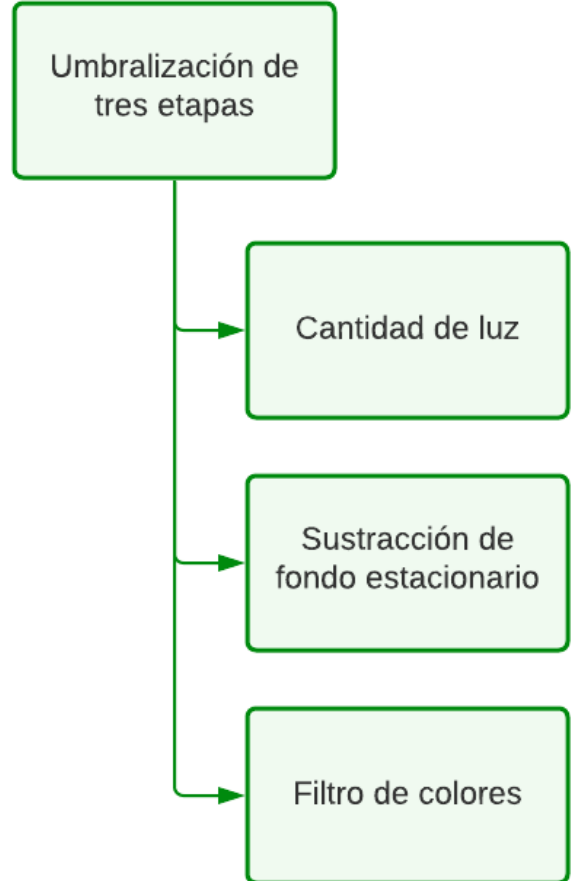 Umbralización de
tres etapas
Cantidad de luz
Sustracción de
fondo estacionario
Filtro de colores